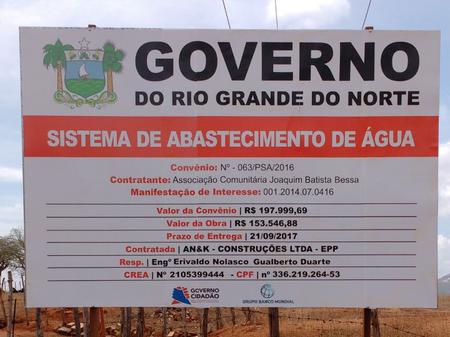 GOVERNO
DO RIO GRANDE DO NORTE
SISTEMA DE ABASTECIMENTO DE ÁGUA
Convênio: Nº - 063/PSA/2016
Contratante: Associação Comunitária Joaquim Batista Bessa
Manifestação de Interesse: 001.2014.07.0416
Valor da Convênio | R$ 197.999,69
Valor da Obra | R$ 153.546,88
Prazo de Entrega | 21/09/2017
Contratada | AN&K - CONSTRUÇÕES LTDA - EPP
Resp. | Engº Erivaldo Nolasco Gualberto Duarte
CREA | Nº 2105399444 - CPF | nº 336.219.264-53
GOVERNO
CIDADÃO
GRUPO BANCO MUNDIAL